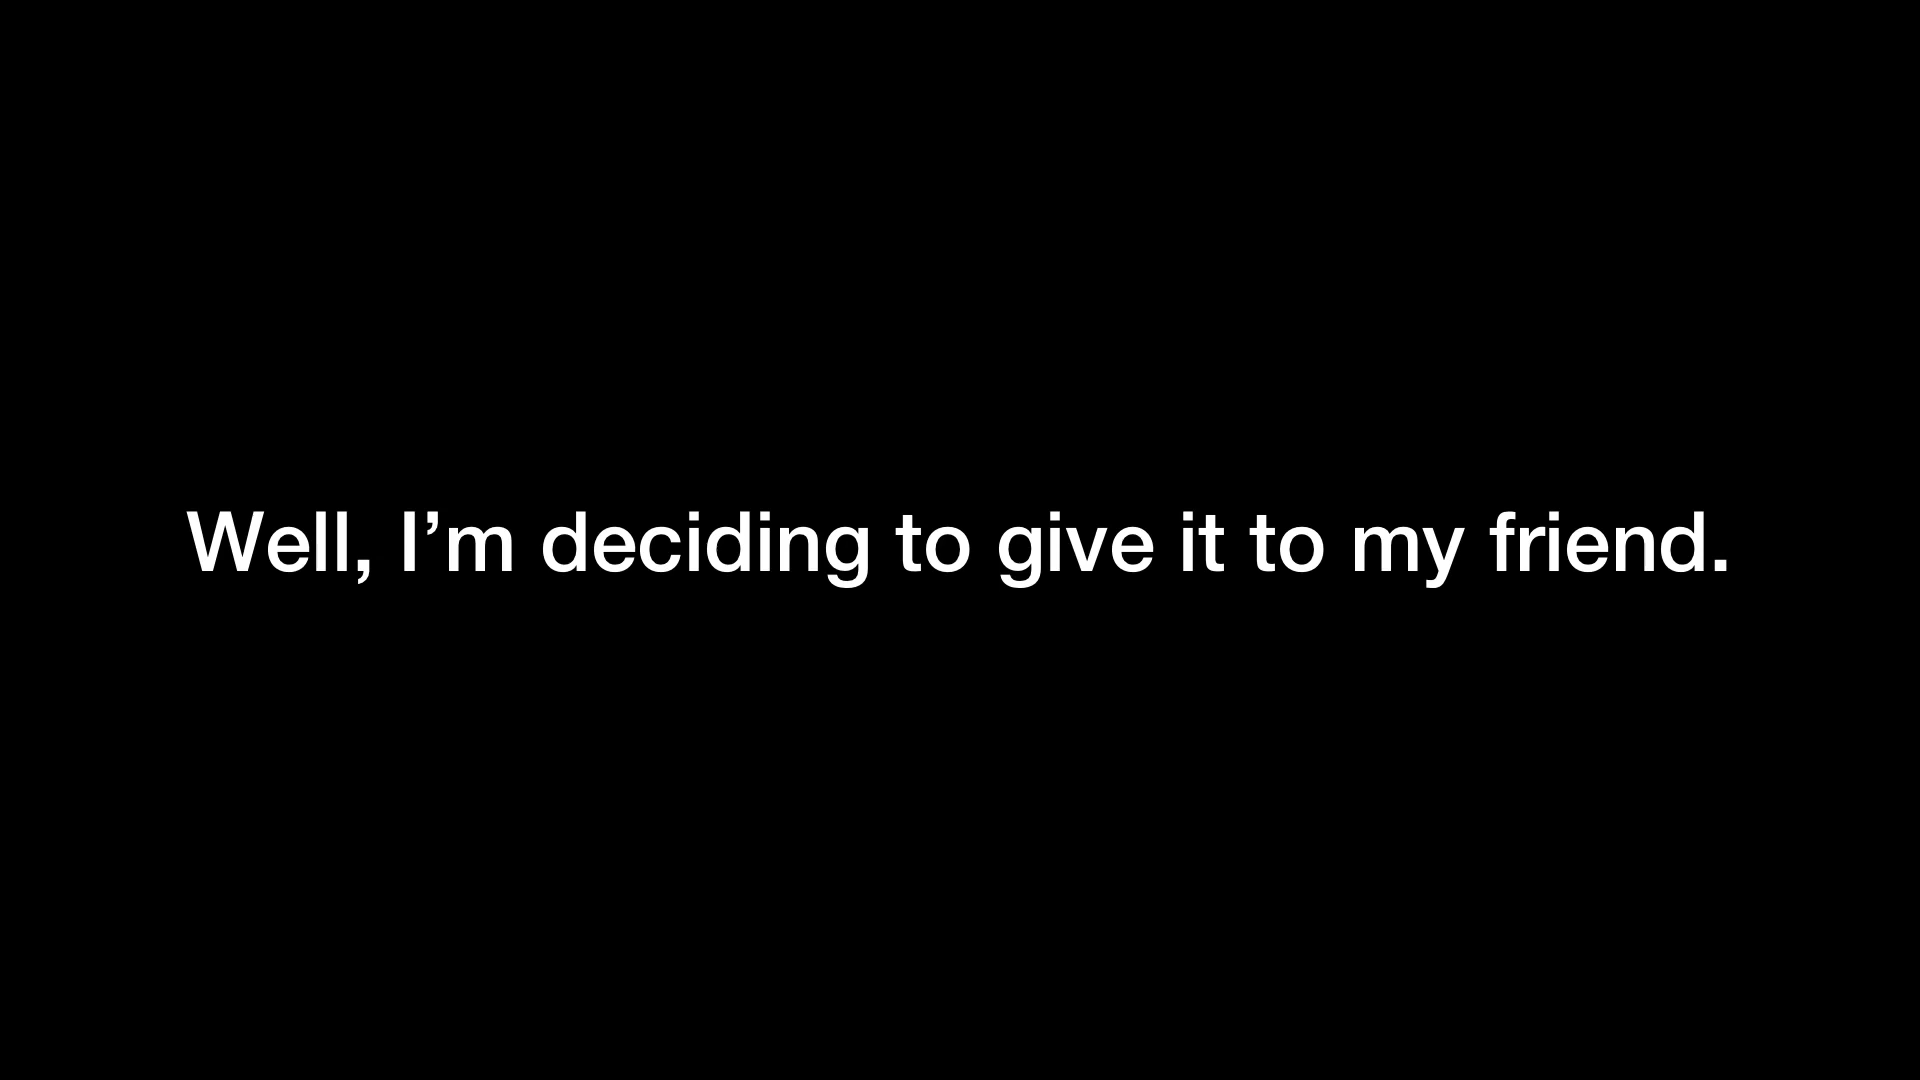 Well, I’m deciding to give it to my friend.